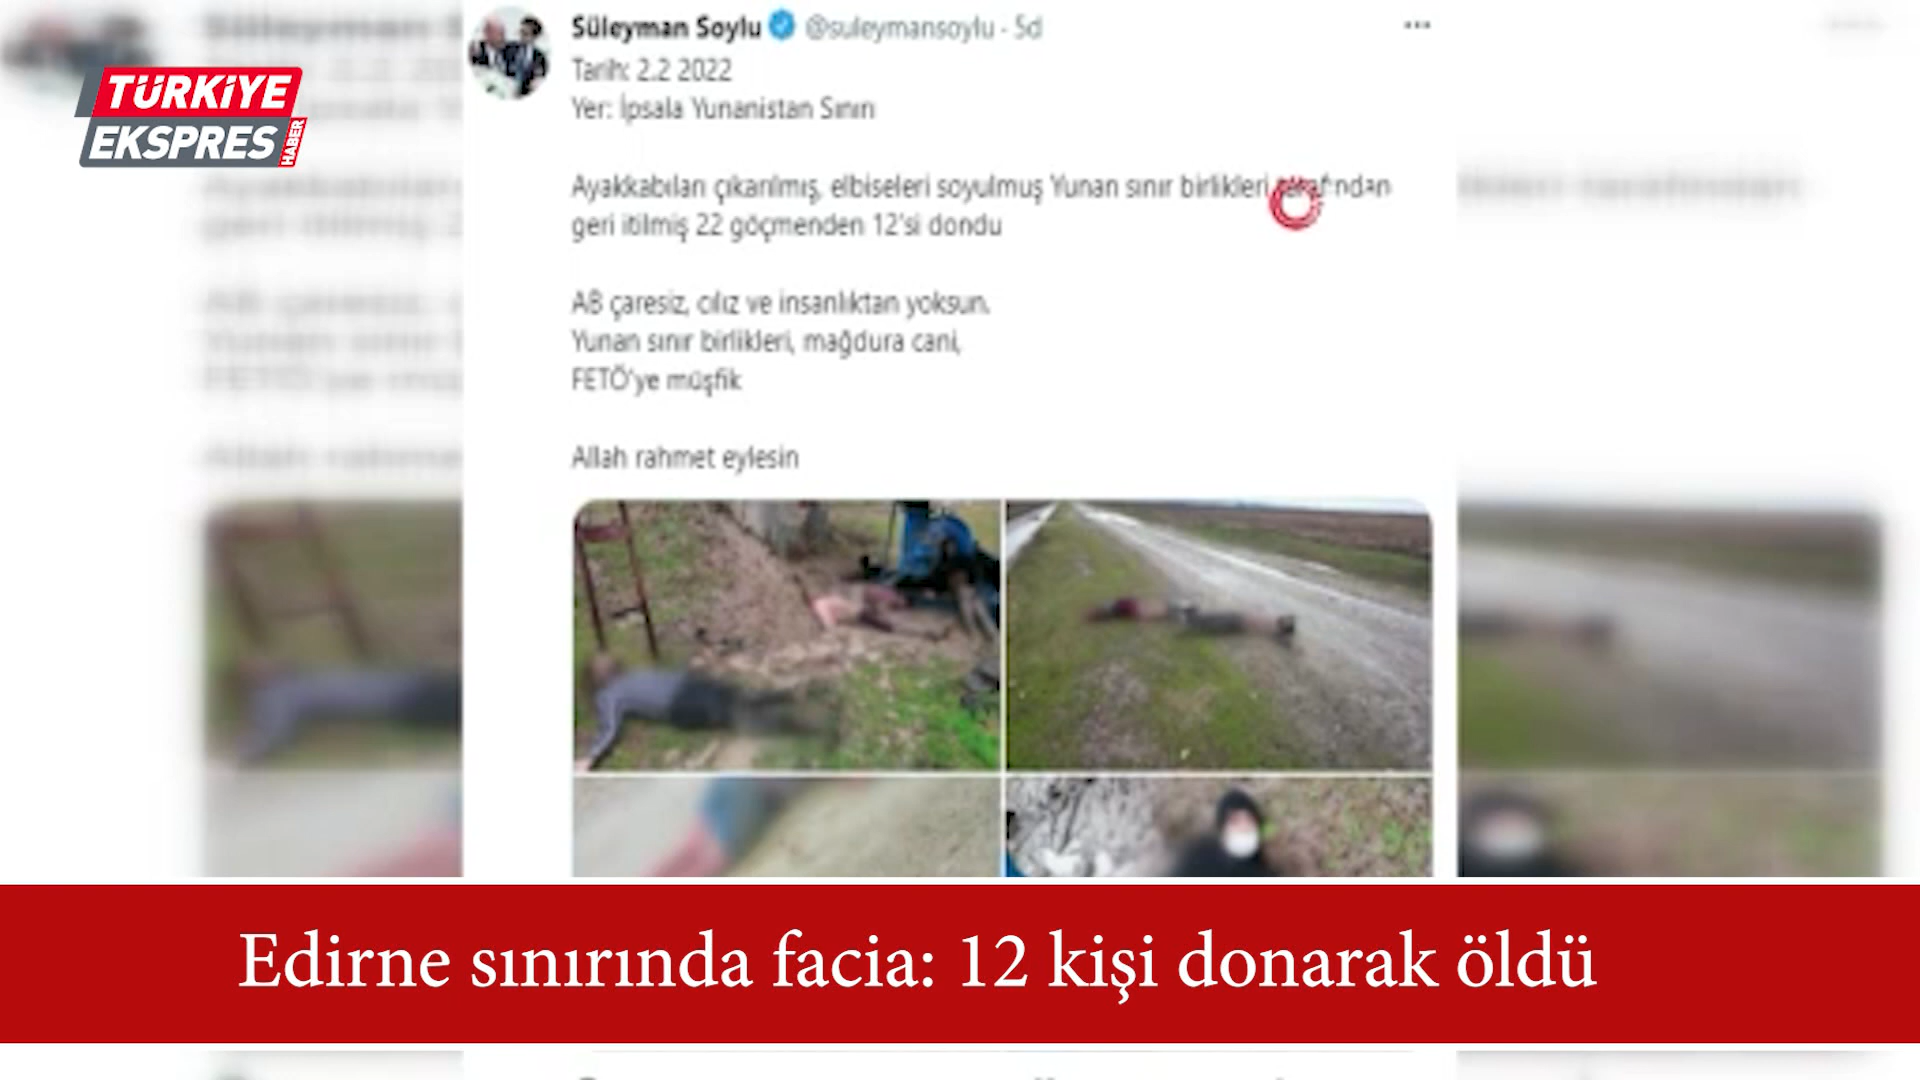 Süleyman Soylu @suleymansoylu · 5d
Tarih: 2.2 2022
Yer: İpsala Yunanistan Sınırı
TÜRKİYE
EKSPRES
HABER
Ayakkabıları çıkarılmış, elbiseleri soyulmuş Yunan sınır birlikleri tarafından
geri itilmiş 22 göçmenden 12'si dondu
AB çaresiz, cılız ve insanlıktan yoksun.
Yunan sınır birlikleri, mağdura cani,
FETÖ'ye müşfik
Allah rahmet eylesin
Edirne sınırında facia: 12 kişi donarak öldü